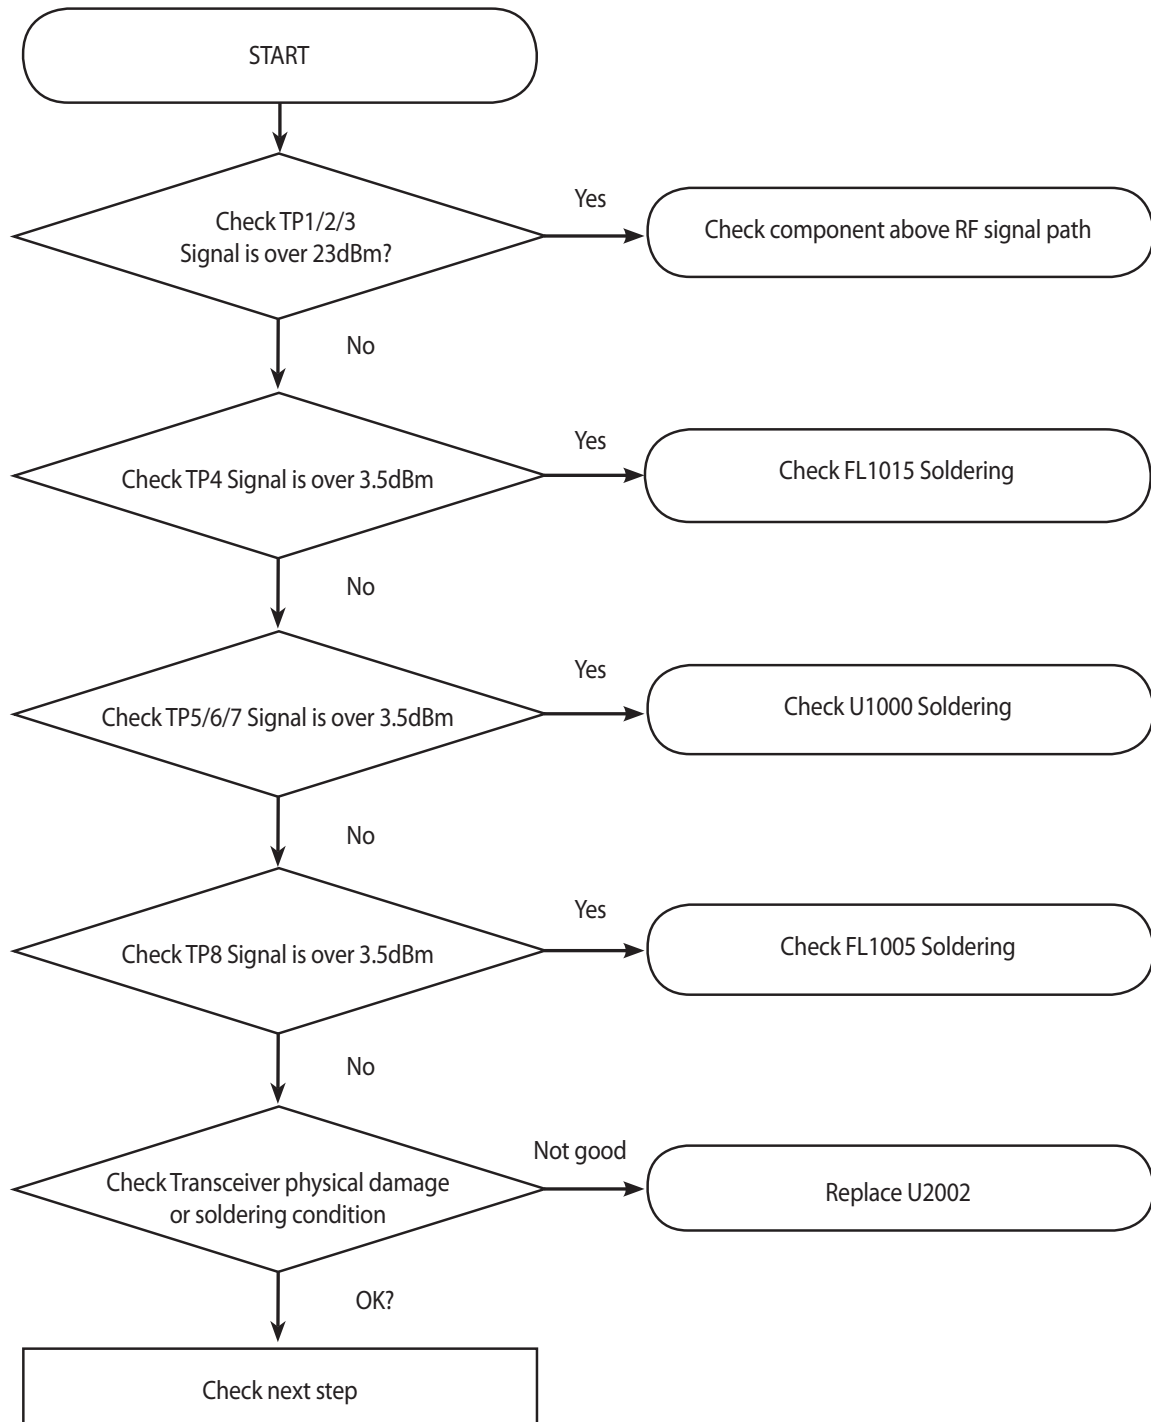 START
Check TP1/2/3
Signal is over 23dBm?
Yes
Check component above RF signal path
No
Check TP4 Signal is over 3.5dBm
Yes
Check FL1015 Soldering
No
Check TP5/6/7 Signal is over 3.5dBm
Yes
Check U1000 Soldering
No
Check TP8 Signal is over 3.5dBm
Yes
Check FL1005 Soldering
No
Check Transceiver physical damage
or soldering condition
Not good
Replace U2002
OK?
Check next step